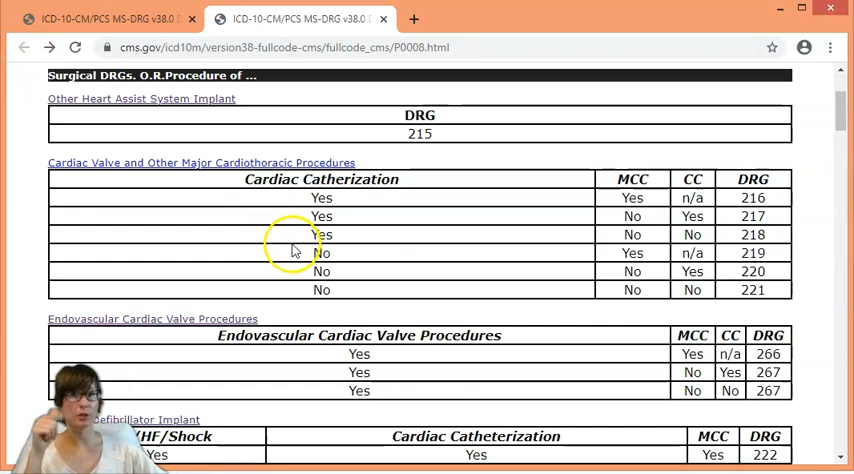 ICD-10-CM/PCS MS-DRG v38.0 D
ICD-10-CM/PCS MS-DRG v38.0 D
cms.gov/icd10m/version38-fullcode-cms/fullcode_cms/P0008.html
Surgical DRGs. O.R.Procedure of ...
Other Heart Assist System Implant
DRG
215
Cardiac Valve and Other Major Cardiothoracic Procedures
Cardiac Catherization MCC CC DRG
Yes Yes n/a 216
Yes No Yes 217
Yes No No 218
No Yes n/a 219
No No Yes 220
No No No 221
Endovascular Cardiac Valve Procedures
Endovascular Cardiac Valve Procedures MCC CC DRG
Yes Yes n/a 266
Yes No Yes 267
Yes No No 267
Defibrillator Implant
/HF/Shock Cardiac Catheterization MCC DRG
Yes Yes Yes 222